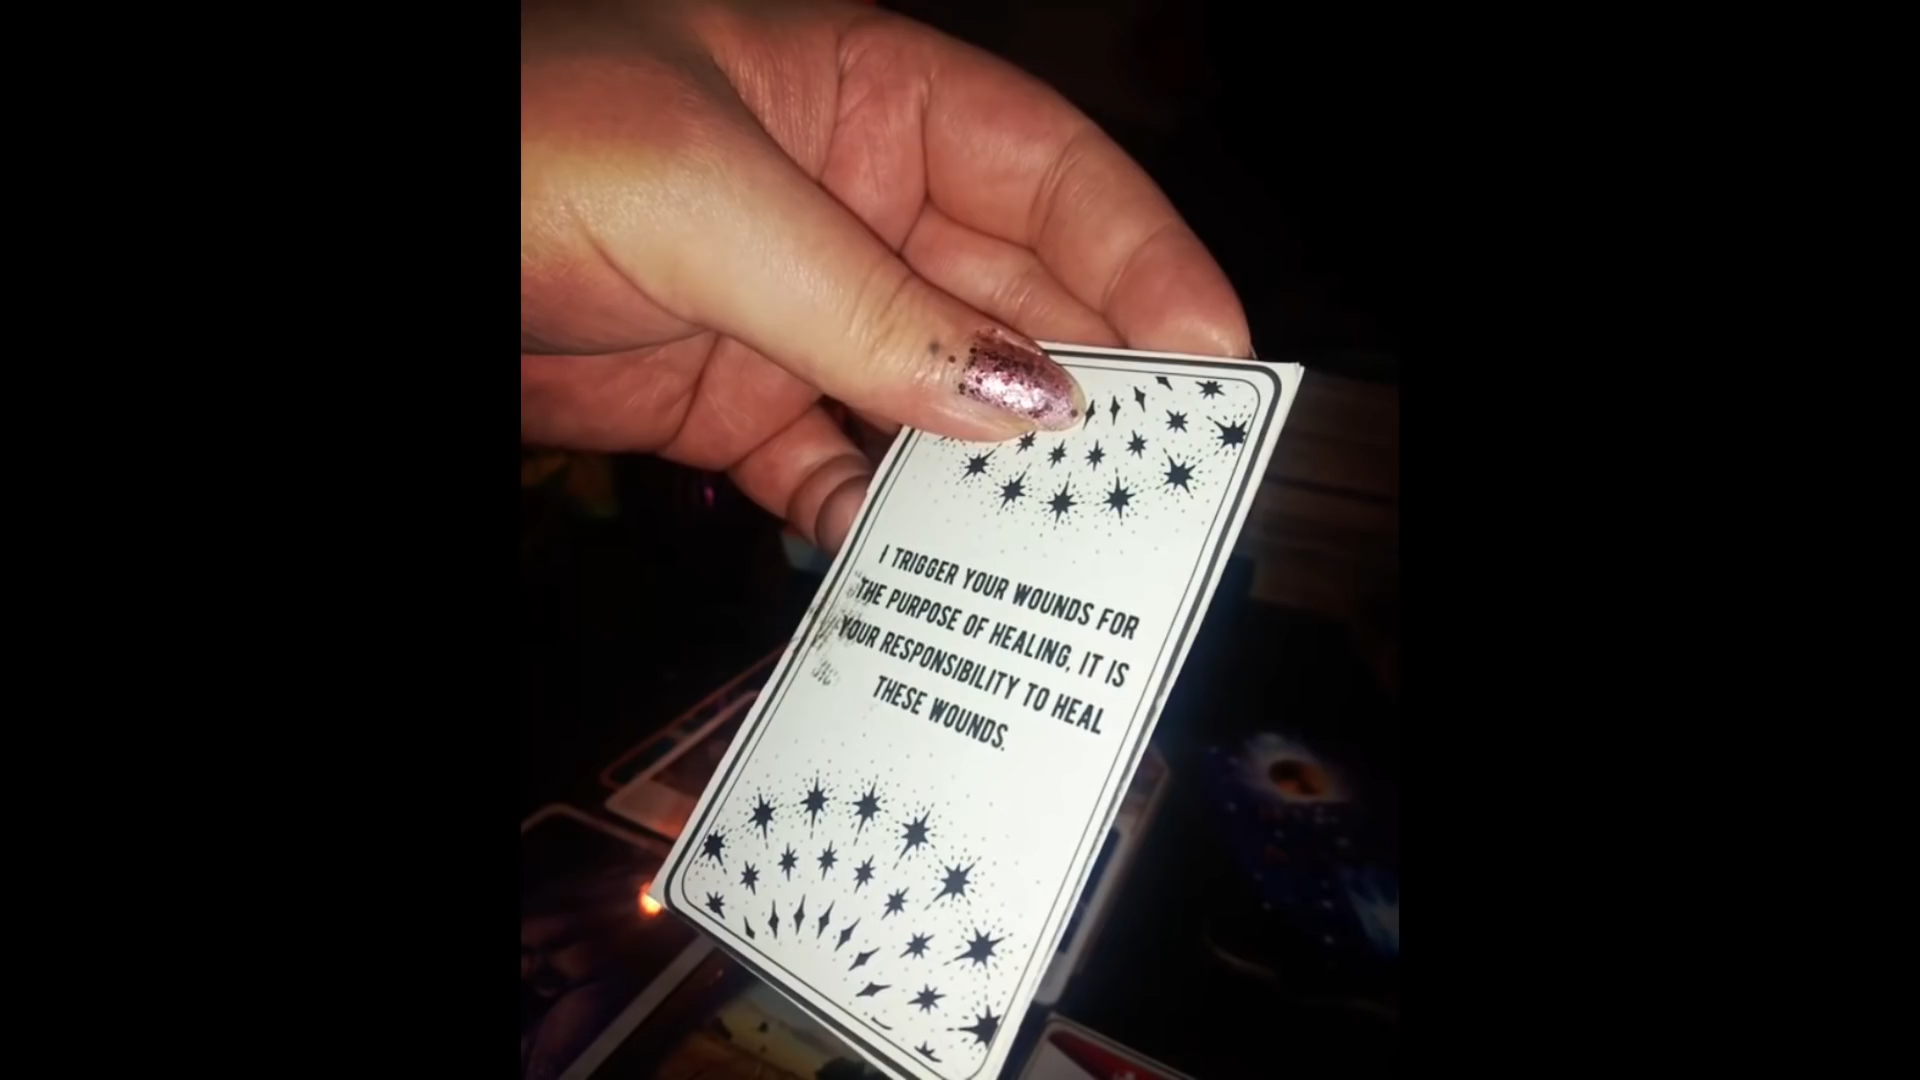 I TRIGGER YOUR WOUNDS FOR
THE PURPOSE OF HEALING, IT IS
YOUR RESPONSIBILITY TO HEAL
THESE WOUNDS.